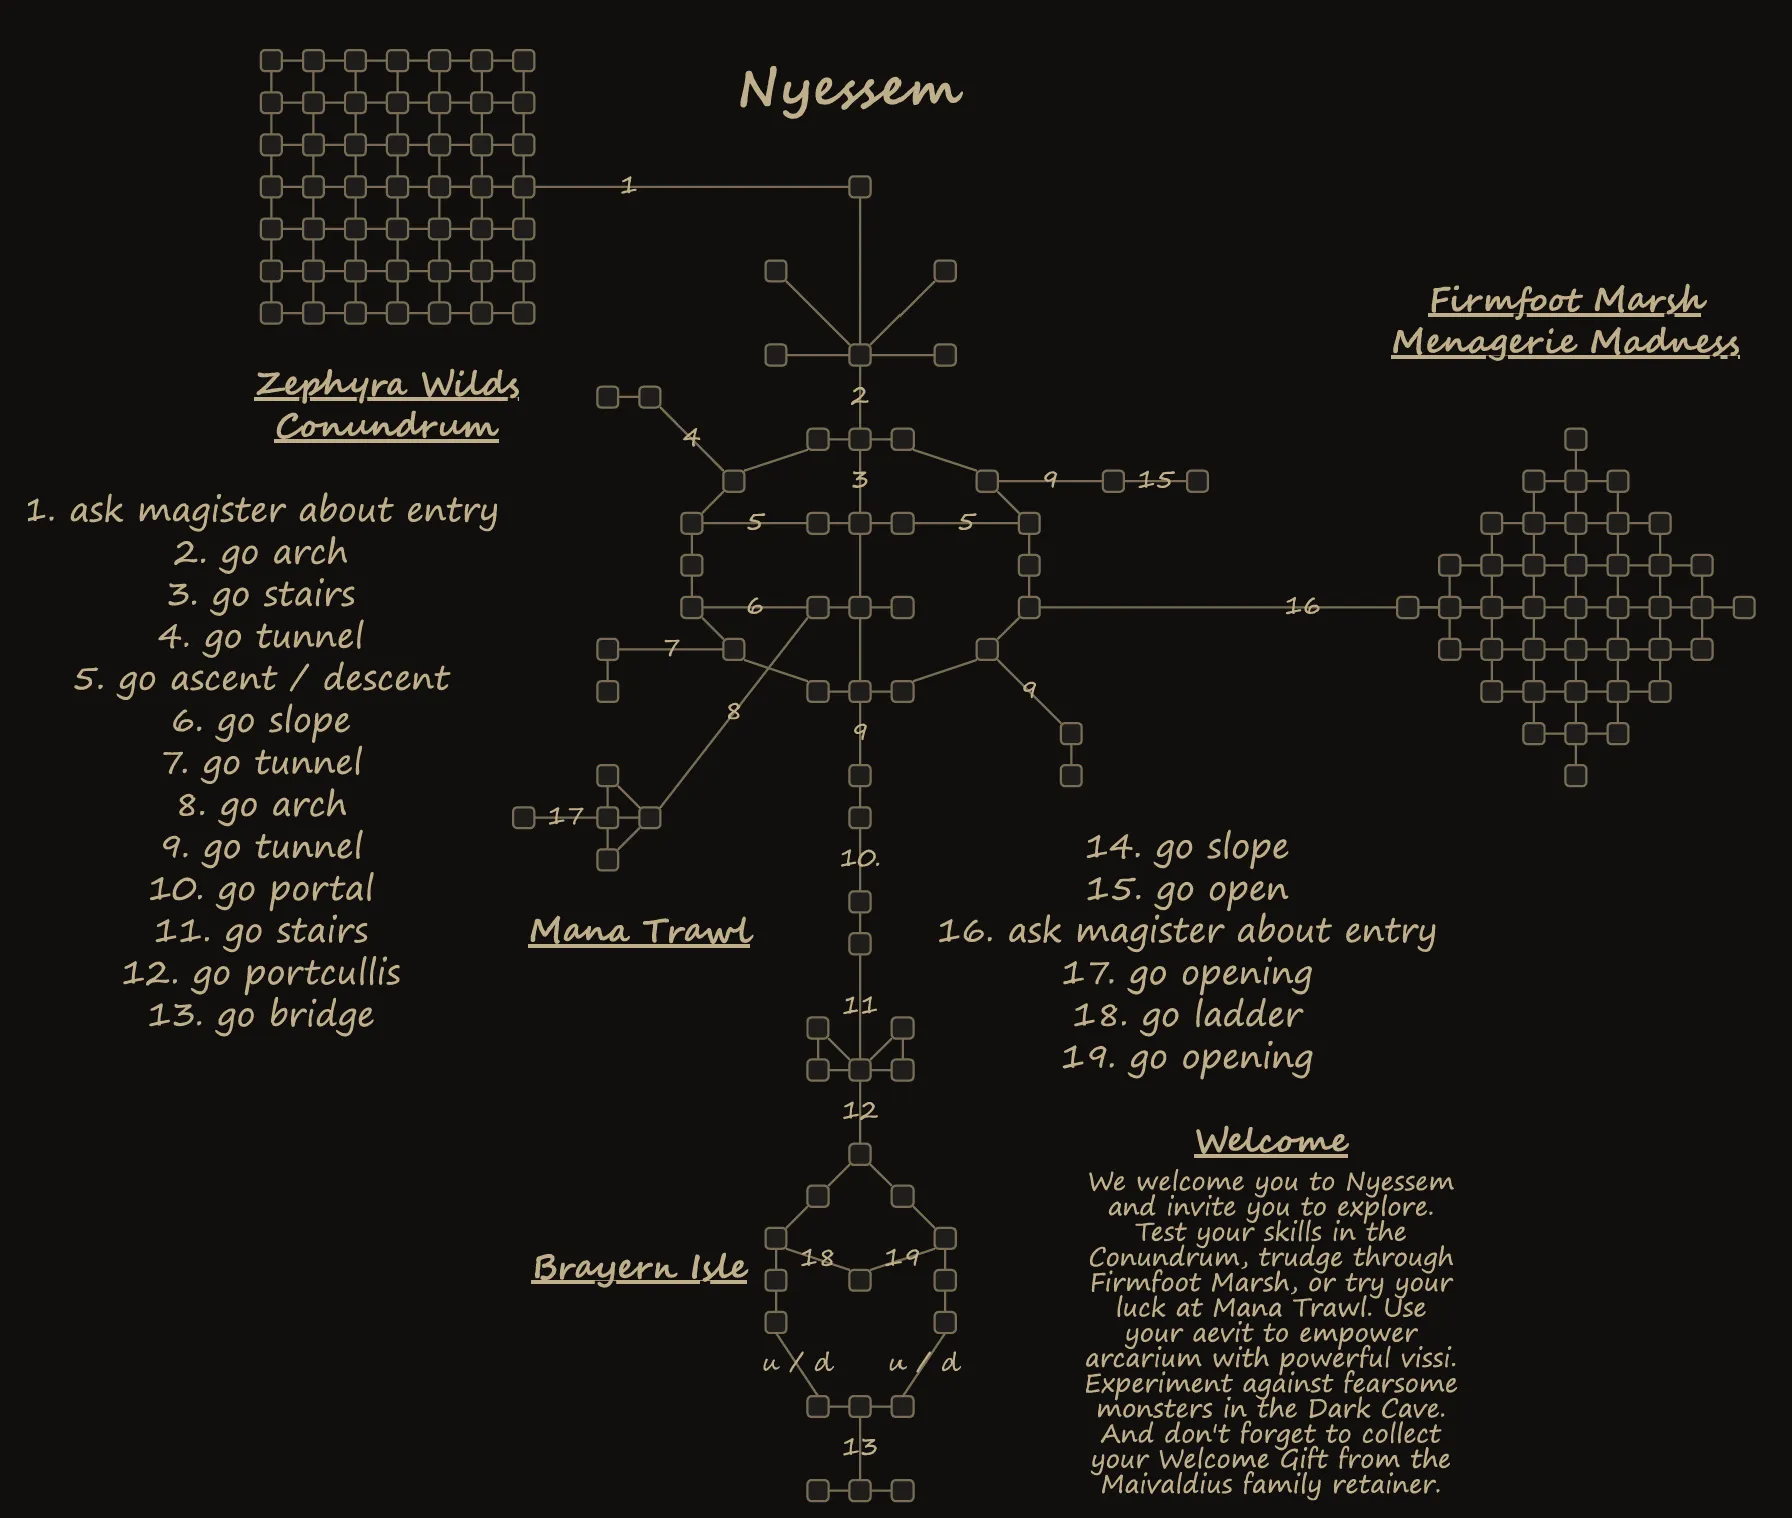 Nyessem
1
Firmfoot Marsh
Menagerie Madness
Zephyra Wilds
Conundrum
2
4
3
9
15
5
5
6
16
7
9
8
9
17
10.
11
12
18
19
u / d
u / d
13
1. ask magister about entry
2. go arch
3. go stairs
4. go tunnel
5. go ascent / descent
6. go slope
7. go tunnel
8. go arch
9. go tunnel
10. go portal
11. go stairs
12. go portcullis
13. go bridge
Mana Trawl
14. go slope
15. go open
16. ask magister about entry
17. go opening
18. go ladder
19. go opening
Brayern Isle
Welcome
We welcome you to Nyessem
and invite you to explore.
Test your skills in the
Conundrum, trudge through
Firmfoot Marsh, or try your
luck at Mana Trawl. Use
your aevit to empower
arcarium with powerful vissi.
Experiment against fearsome
monsters in the Dark Cave.
And don't forget to collect
your Welcome Gift from the
Maivaldius family retainer.